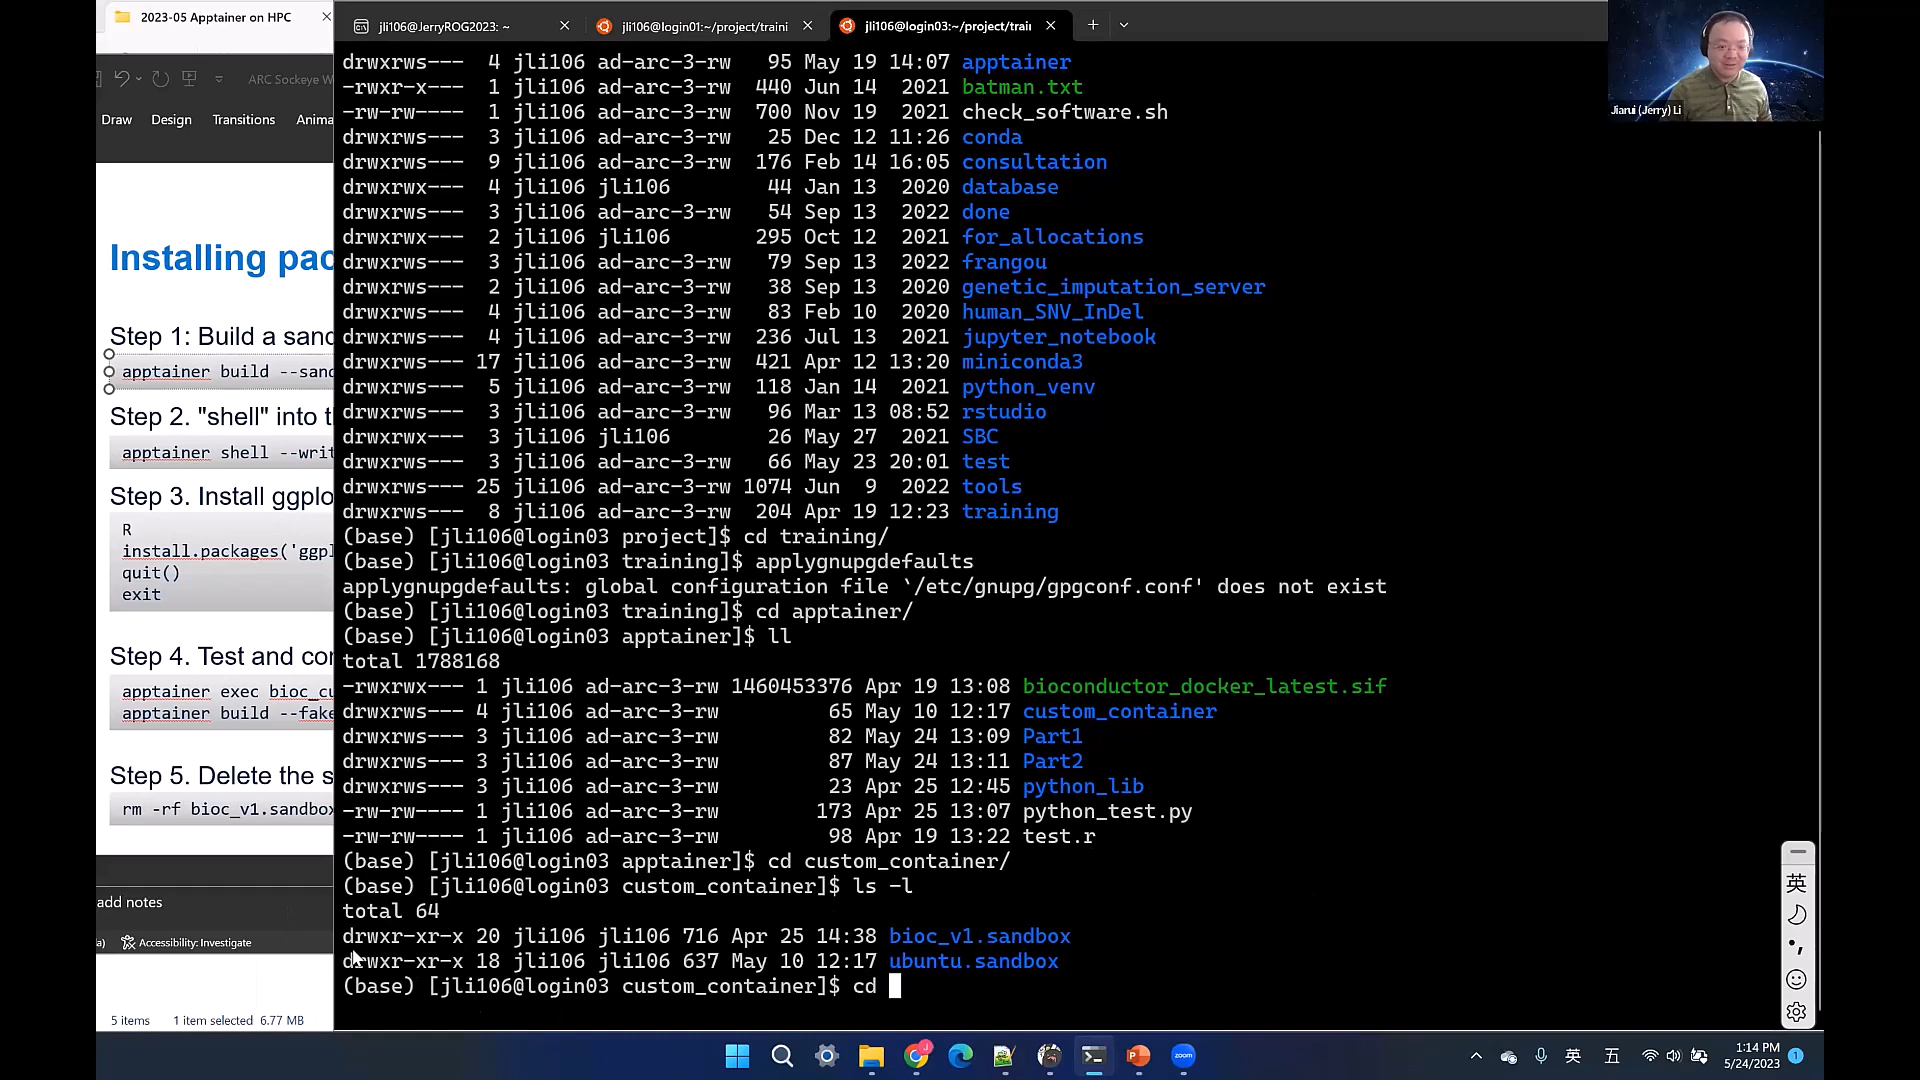 2023-05 Apptainer on HPC
ARC Sockeye W
Draw Design Transitions Anima
Installing pac
Step 1: Build a sand
apptainer build --sand
Step 2. "shell" into t
apptainer shell --writ
Step 3. Install ggplo
R
install.packages('ggpl
quit()
exit
Step 4. Test and con
apptainer exec bioc_cu
apptainer build --fake
Step 5. Delete the s
rm -rf bioc_v1.sandbox
add notes
a) Accessibility: Investigate
5 items 1 item selected 6.77 MB
jli106@JerryROG2023: ~
jli106@login01:~/project/traini
jli106@login03:~/project/train
drwxrws--- 4 jli106 ad-arc-3-rw 95 May 19 14:07 apptainer
-rwxr-x--- 1 jli106 ad-arc-3-rw 440 Jun 14 2021 batman.txt
-rw-rw---- 1 jli106 ad-arc-3-rw 700 Nov 19 2021 check_software.sh
drwxrws--- 3 jli106 ad-arc-3-rw 25 Dec 12 11:26 conda
drwxrws--- 9 jli106 ad-arc-3-rw 176 Feb 14 16:05 consultation
drwxrwx--- 4 jli106 jli106 44 Jan 13 2020 database
drwxrws--- 3 jli106 ad-arc-3-rw 54 Sep 13 2022 done
drwxrws--- 2 jli106 jli106 295 Oct 12 2021 for_allocations
drwxrws--- 3 jli106 ad-arc-3-rw 79 Sep 13 2022 frangou
drwxrws--- 2 jli106 ad-arc-3-rw 38 Sep 13 2020 genetic_imputation_server
drwxrws--- 4 jli106 ad-arc-3-rw 83 Feb 10 2020 human_SNV_InDel
drwxrws--- 4 jli106 ad-arc-3-rw 236 Jul 13 2021 jupyter_notebook
drwxrws--- 17 jli106 ad-arc-3-rw 421 Apr 12 13:20 miniconda3
drwxrws--- 5 jli106 ad-arc-3-rw 118 Jan 14 2021 python_venv
drwxrws--- 3 jli106 ad-arc-3-rw 96 Mar 13 08:52 rstudio
drwxrwx--- 3 jli106 jli106 26 May 27 2021 SBC
drwxrws--- 3 jli106 ad-arc-3-rw 66 May 23 20:01 test
drwxrws--- 25 jli106 ad-arc-3-rw 1074 Jun 9 2022 tools
drwxrws--- 8 jli106 ad-arc-3-rw 204 Apr 19 12:23 training
(base) [jli106@login03 project]$ cd training/
(base) [jli106@login03 training]$ applygnupgdefaults
applygnupgdefaults: global configuration file `/etc/gnupg/gpgconf.conf' does not exist
(base) [jli106@login03 training]$ cd apptainer/
(base) [jli106@login03 apptainer]$ ll
total 1788168
-rwxrwx--- 1 jli106 ad-arc-3-rw 1460453376 Apr 19 13:08 bioconductor_docker_latest.sif
drwxrws--- 4 jli106 ad-arc-3-rw 65 May 10 12:17 custom_container
drwxrws--- 3 jli106 ad-arc-3-rw 82 May 24 13:09 Part1
drwxrws--- 3 jli106 ad-arc-3-rw 87 May 24 13:11 Part2
drwxrws--- 3 jli106 ad-arc-3-rw 23 Apr 25 12:45 python_lib
-rw-rw---- 1 jli106 ad-arc-3-rw 173 Apr 25 13:07 python_test.py
-rw-rw---- 1 jli106 ad-arc-3-rw 98 Apr 19 13:22 test.r
(base) [jli106@login03 apptainer]$ cd custom_container/
(base) [jli106@login03 custom_container]$ ls -l
total 64
drwxr-xr-x 20 jli106 jli106 716 Apr 25 14:38 bioc_v1.sandbox
drwxr-xr-x 18 jli106 jli106 637 May 10 12:17 ubuntu.sandbox
(base) [jli106@login03 custom_container]$ cd
Jiarui (Jerry) Li
英
zoom
英
五
1:14 PM
5/24/2023
1